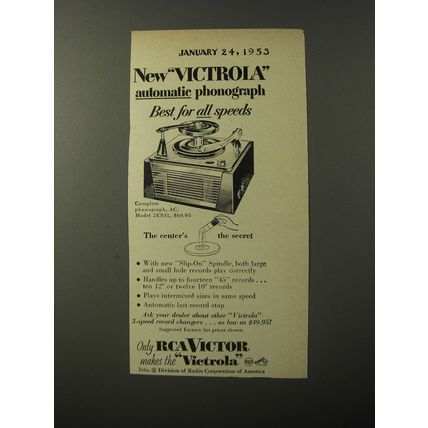 JANUARY 24, 1953
New "VICTROLA"
automatic phonograph
Best for all speeds
Complete
phonograph, AC.
Model 2ES31, $69.95
The center's the secret
• With new "Slip-On" Spindle, both large
and small hole records play correctly
• Handles up to fourteen "45" records...
ten 12" or twelve 10" records
• Plays intermixed sizes in same speed
• Automatic last-record stop
Ask your dealer about other "Victrola"
3-speed record changers... as low as $49.95!
Suggested Eastern list prices shown.
Only RCA VICTOR
makes the "Victrola"
Tmks. ® Division of Radio Corporation of America